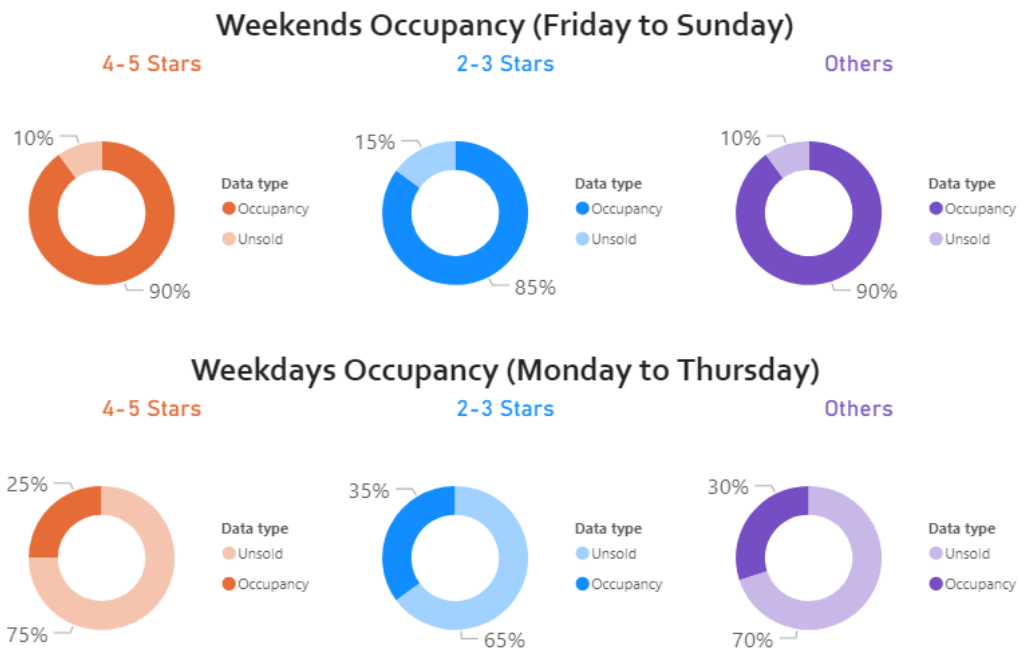 Weekends Occupancy (Friday to Sunday)
4-5 Stars
2-3 Stars
Others
10%
Data type
Occupancy
Unsold
90%
15%
Data type
Occupancy
Unsold
85%
10%
Data type
Occupancy
Unsold
90%
Weekdays Occupancy (Monday to Thursday)
4-5 Stars
2-3 Stars
Others
25%
Data type
Unsold
Occupancy
75%
35%
Data type
Unsold
Occupancy
65%
30%
Data type
Unsold
Occupancy
70%